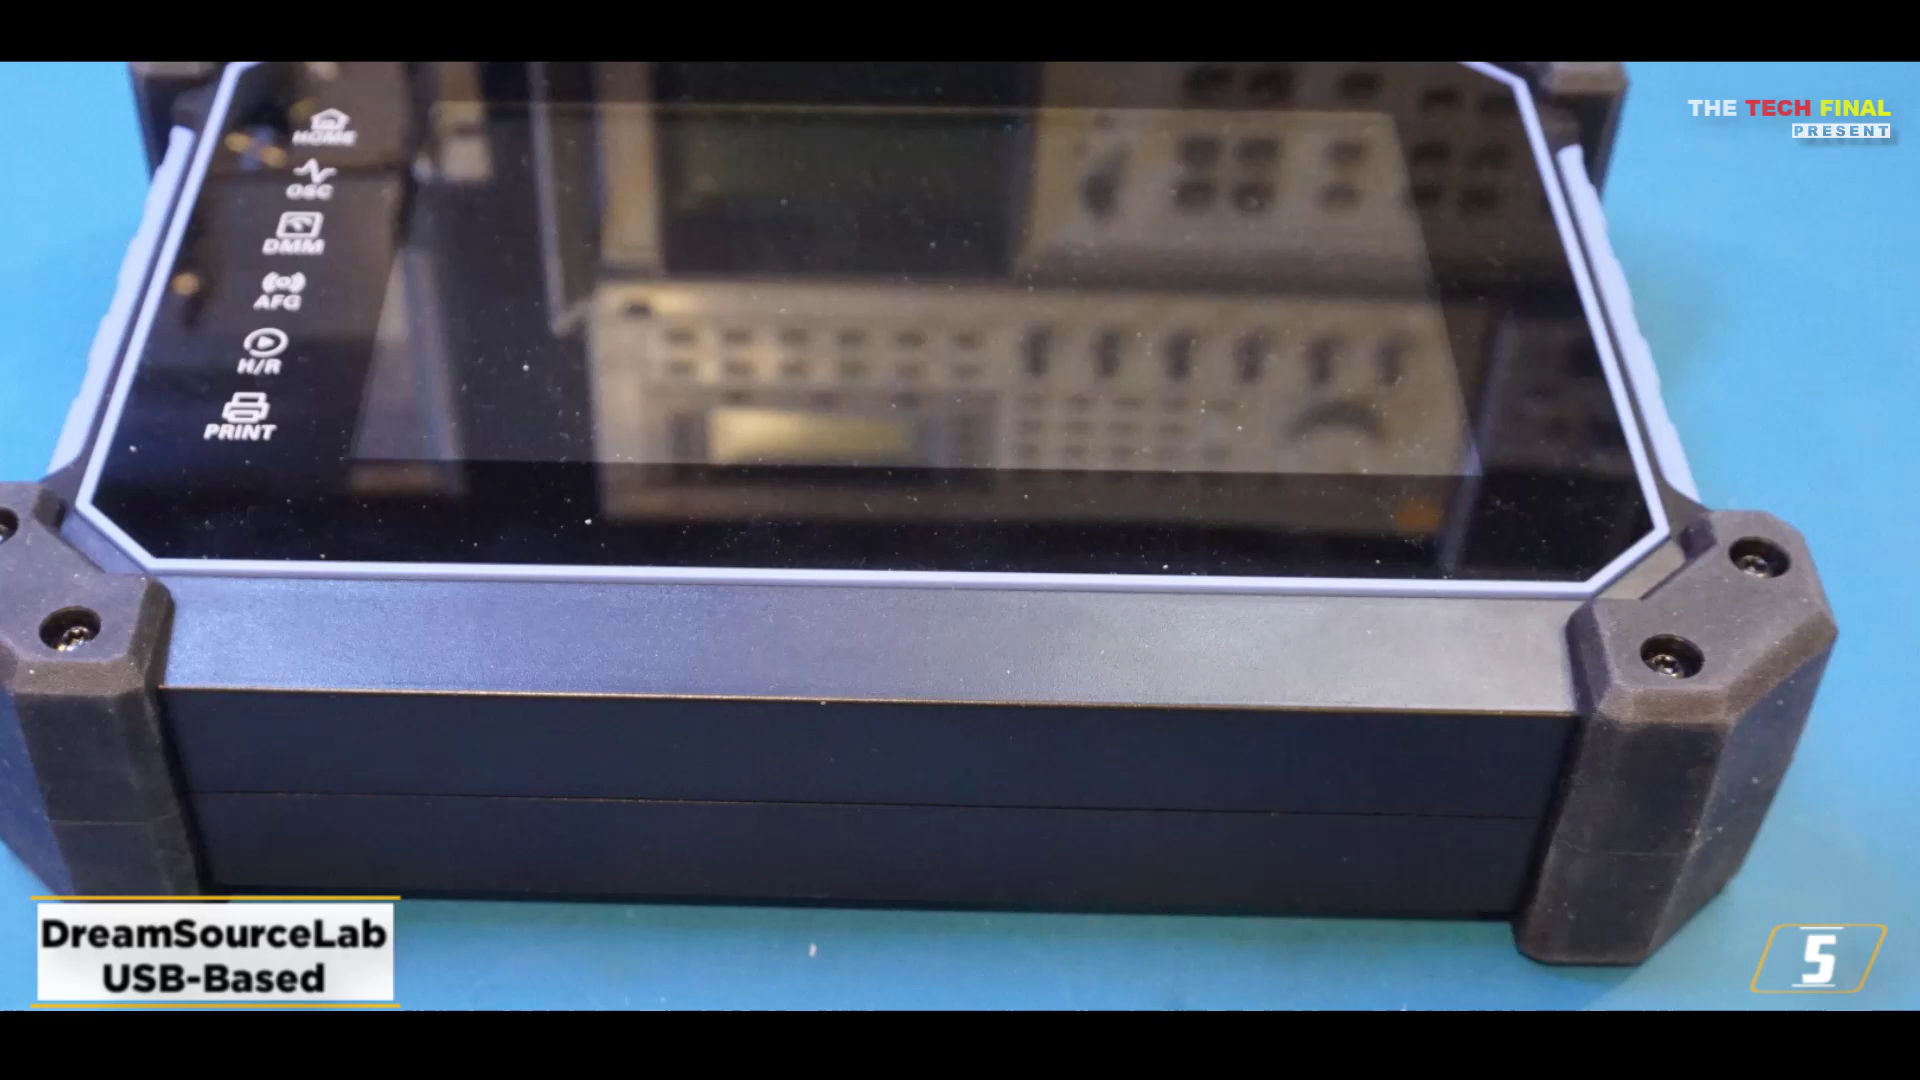 THE TECH FINAL
PRESENT
HOME
OSC
DMM
AFG
H/R
PRINT
DreamSourceLab
USB-Based
5